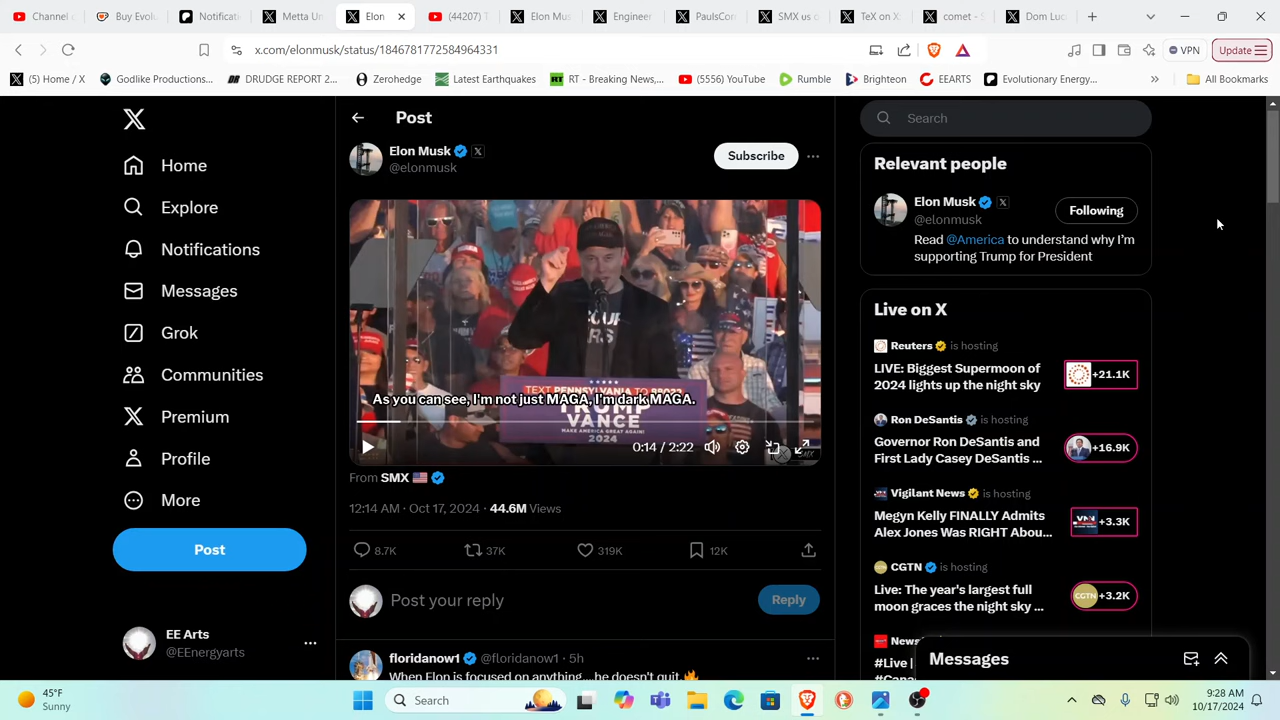 Channel
Buy Evolu
Notificati
Metta Un
Elon
(44207) T
Elon Mus
Engineer
PaulsCor
SMX us o
TeX on X
comet - S
Dom Luc
x.com/elonmusk/status/1846781772584964331
VPN
Update
(5) Home / X
Godlike Productions...
DRUDGE REPORT 2...
Zerohedge
Latest Earthquakes
RT - Breaking News,...
(5556) YouTube
Rumble
Brighteon
EEARTS
Evolutionary Energy...
All Bookmarks
Home
Explore
Notifications
Messages
Grok
Communities
Premium
Profile
More
Post
EE Arts
@EEnergyarts
Post
Elon Musk
@elonmusk
Subscribe
TEXT PENNSYLVANIA TO 88022
As you can see, I'm not just MAGA, I'm dark MAGA.
TRUMP
VANCE
MAKE AMERICA GREAT AGAIN!
2024
0:14 / 2:22
From SMX
12:14 AM · Oct 17, 2024 · 44.6M Views
8.7K
37K
319K
12K
Post your reply
Reply
floridanow1 @floridanow1 · 5h
When Elon is focused on anything....he doesn't quit
Search
Relevant people
Elon Musk
@elonmusk
Following
Read @America to understand why I'm
supporting Trump for President
Live on X
Reuters is hosting
LIVE: Biggest Supermoon of
2024 lights up the night sky
+21.1K
Ron DeSantis is hosting
Governor Ron DeSantis and
First Lady Casey DeSantis ...
+16.9K
Vigilant News is hosting
Megyn Kelly FINALLY Admits
Alex Jones Was RIGHT Abou...
+3.3K
CGTN is hosting
Live: The year's largest full
moon graces the night sky ...
+3.2K
News
#Live |
Messages
45°F
Sunny
Search
9:28 AM
10/17/2024